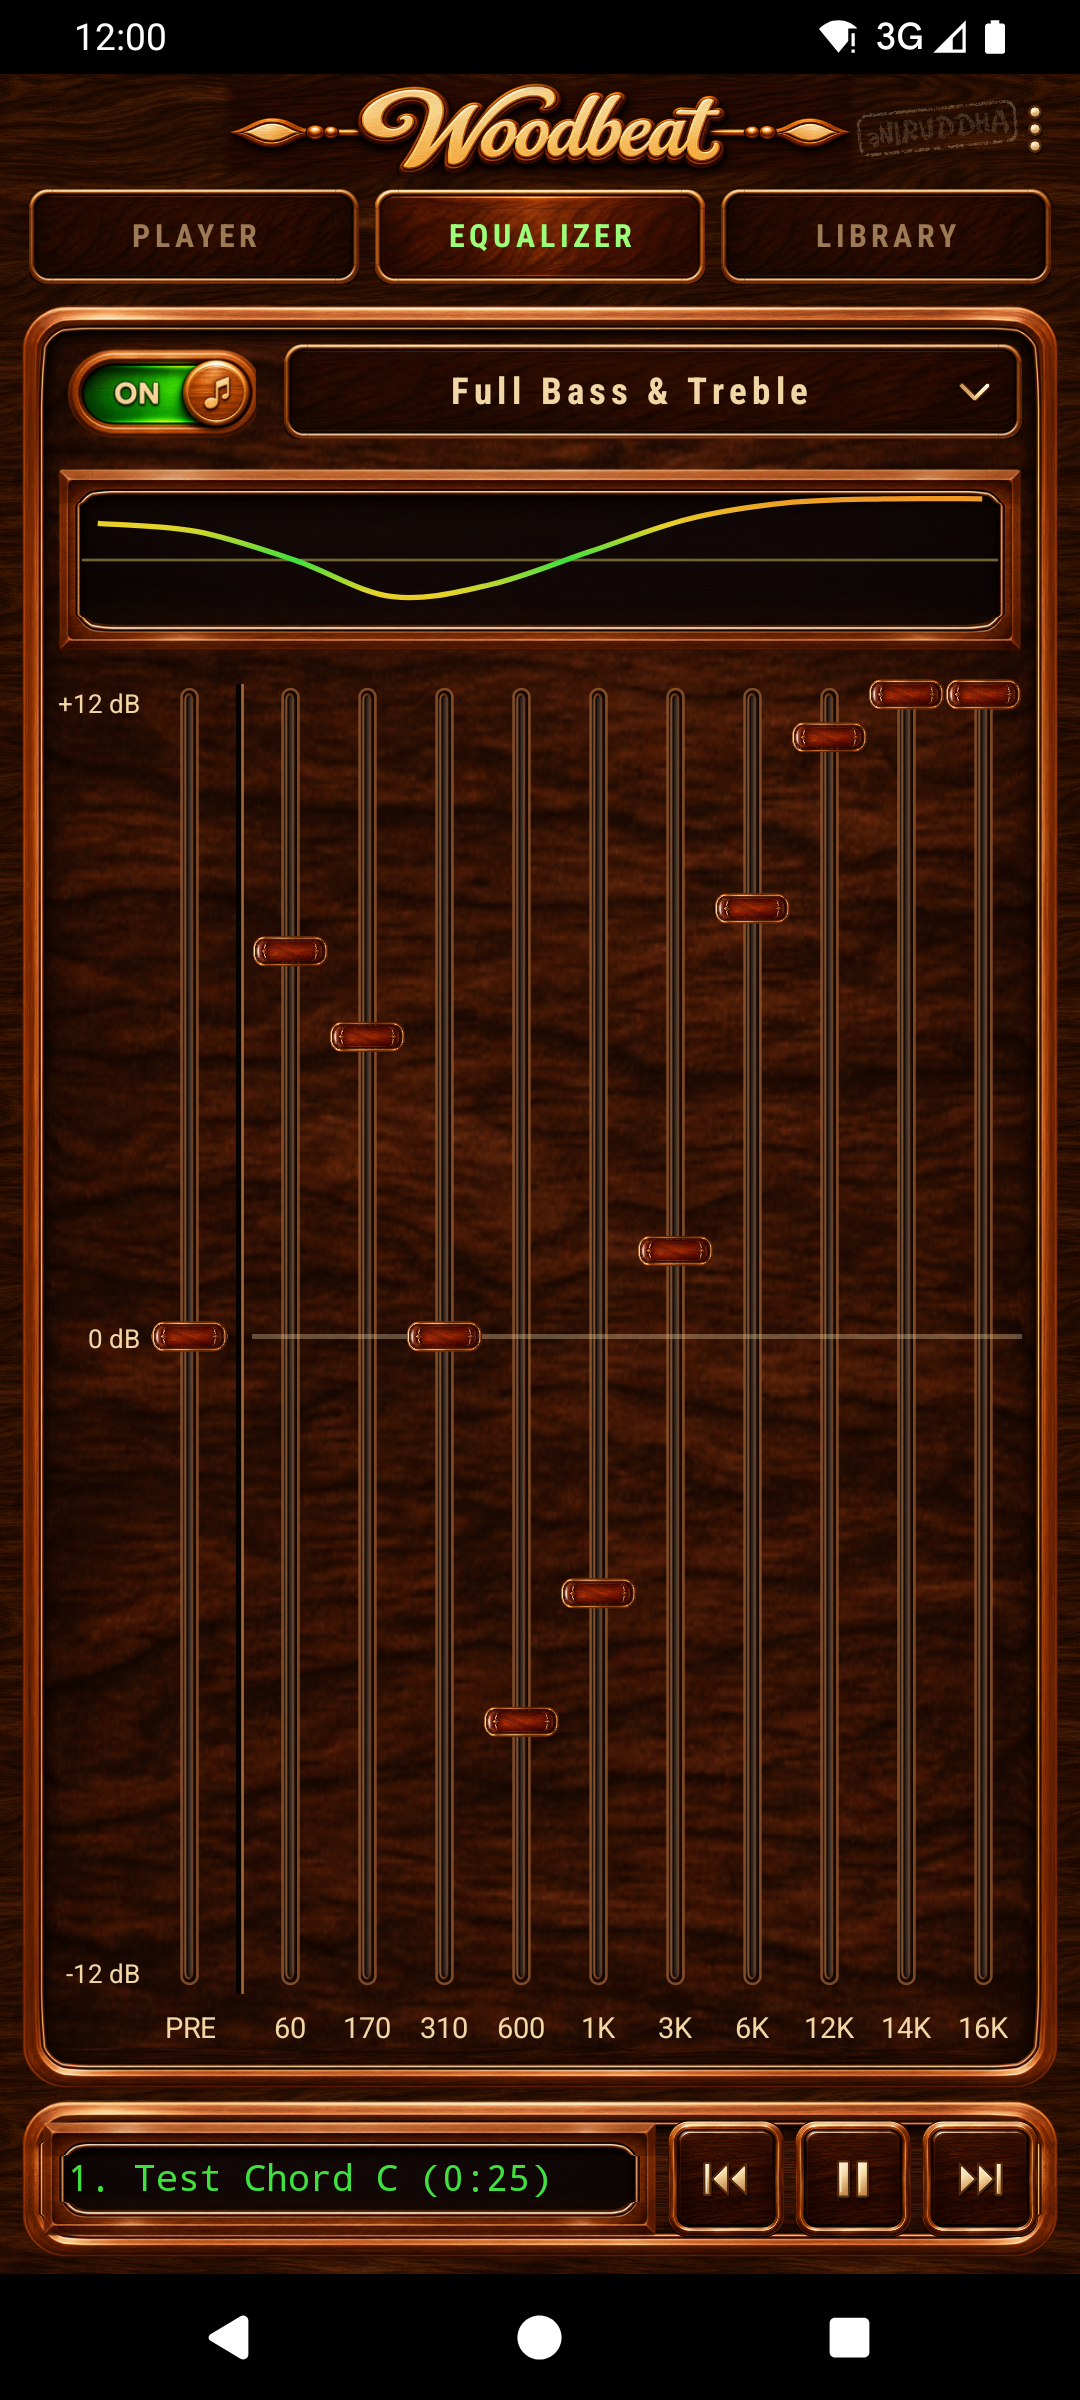 12:00
3G
Woodbeat
ANIRUDDHA
PLAYER
EQUALIZER
LIBRARY
ON
Full Bass & Treble
+12 dB
0 dB
-12 dB
PRE
60
170
310
600
1K
3K
6K
12K
14K
16K
1. Test Chord C (0:25)